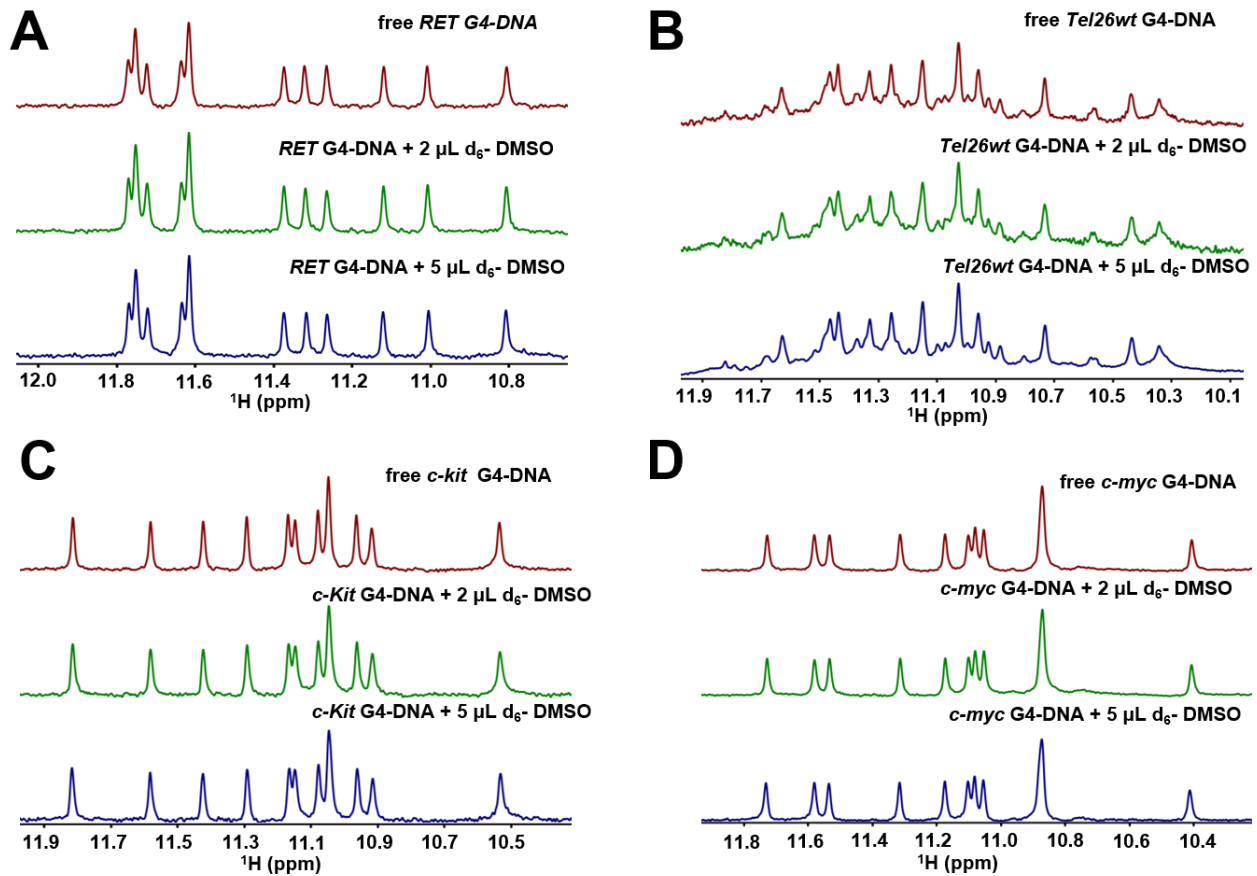 A
free RET G4-DNA
RET G4-DNA + 2 µL d₆- DMSO
RET G4-DNA + 5 µL d₆- DMSO
12.0 11.8 11.6 11.4 11.2 11.0 10.8
¹H (ppm)
B
free Tel26wt G4-DNA
Tel26wt G4-DNA + 2 µL d₆- DMSO
Tel26wt G4-DNA + 5 µL d₆- DMSO
11.9 11.7 11.5 11.3 11.1 10.9 10.7 10.5 10.3 10.1
¹H (ppm)
C
free c-kit G4-DNA
c-Kit G4-DNA + 2 µL d₆- DMSO
c-Kit G4-DNA + 5 µL d₆- DMSO
11.9 11.7 11.5 11.3 11.1 10.9 10.7 10.5
¹H (ppm)
D
free c-myc G4-DNA
c-myc G4-DNA + 2 µL d₆- DMSO
c-myc G4-DNA + 5 µL d₆- DMSO
11.8 11.6 11.4 11.2 11.0 10.8 10.6 10.4
¹H (ppm)